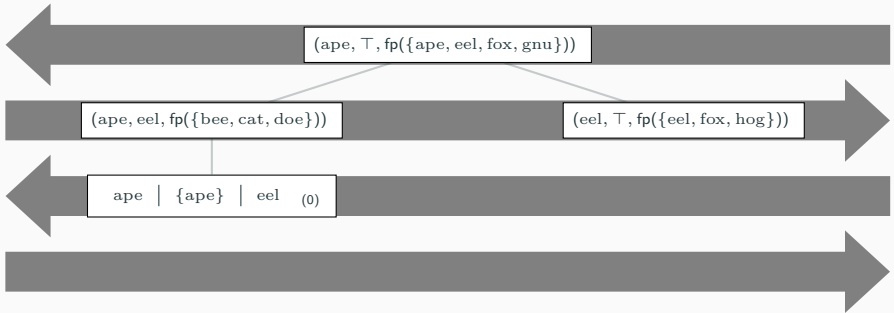 (ape, ⊤, fp({ape, eel, fox, gnu}))
(ape, eel, fp({bee, cat, doe})) (eel, ⊤, fp({eel, fox, hog}))
ape | {ape} | eel (0)